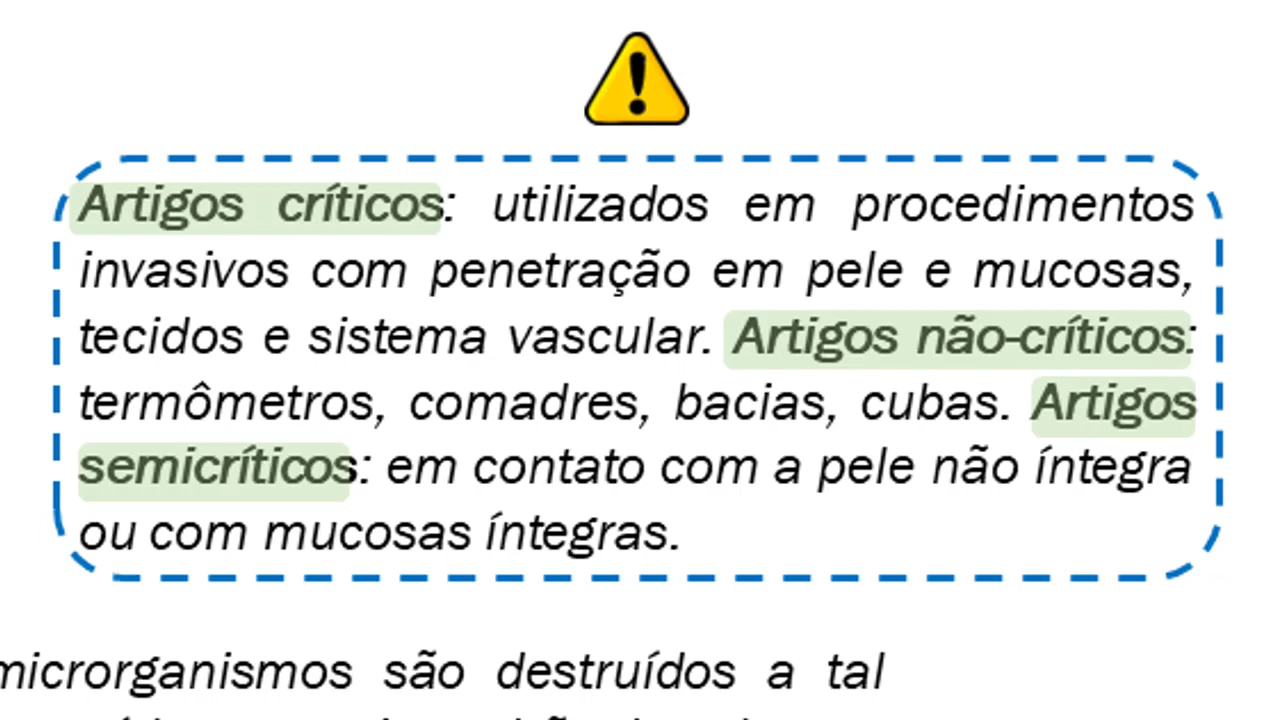 Artigos críticos: utilizados em procedimentos
invasivos com penetração em pele e mucosas,
tecidos e sistema vascular. Artigos não-críticos:
termômetros, comadres, bacias, cubas. Artigos
semicríticos: em contato com a pele não íntegra
ou com mucosas íntegras.
microrganismos são destruídos a tal